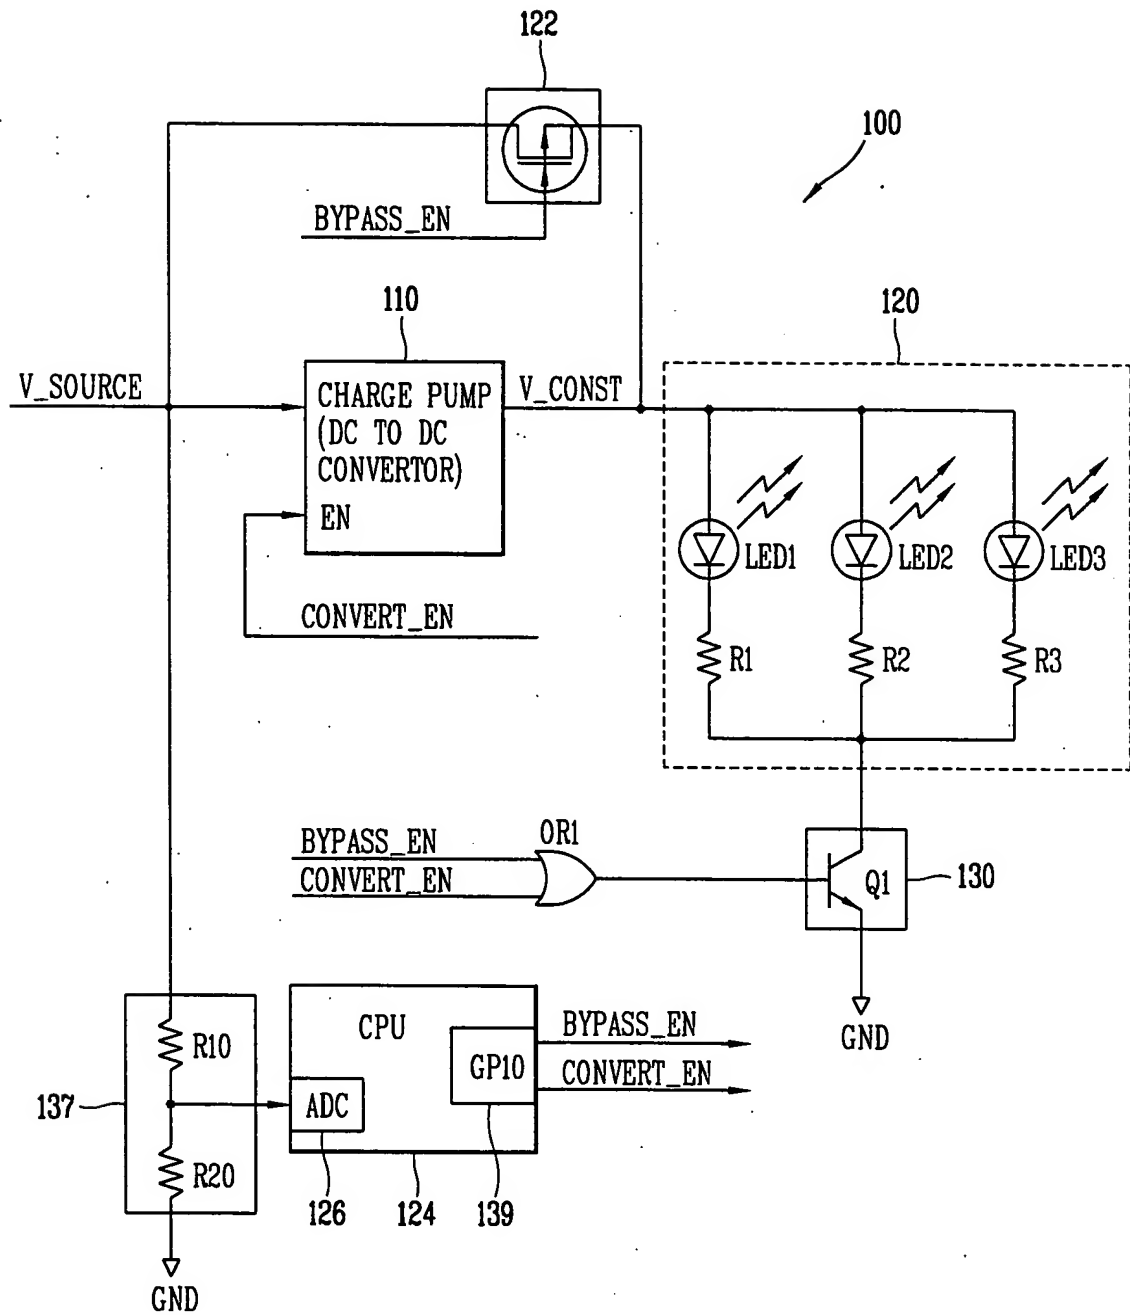 122
100
BYPASS_EN
110
120
V_SOURCE
CHARGE PUMP
(DC TO DC
CONVERTOR)
EN
V_CONST
LED1
LED2
LED3
CONVERT_EN
R1
R2
R3
BYPASS_EN
CONVERT_EN
OR1
Q1
130
GND
CPU
R10
137
R20
ADC
GP10
BYPASS_EN
CONVERT_EN
126
124
139
GND